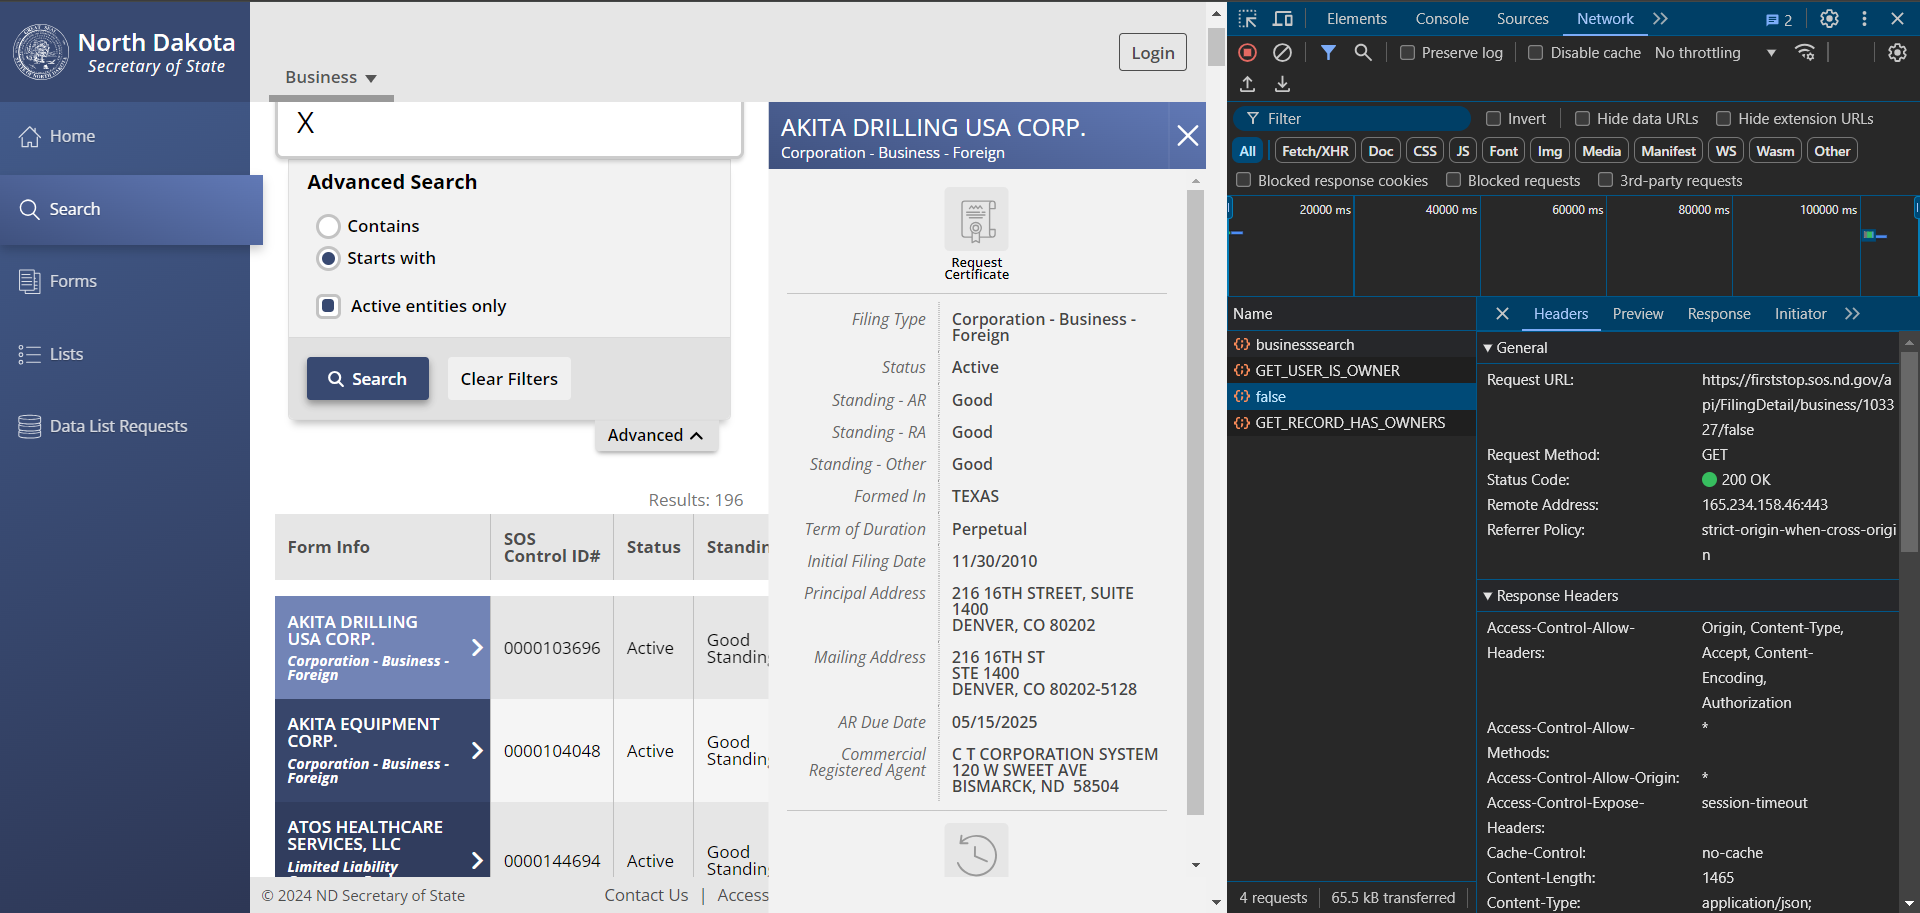 North Dakota
Secretary of State
Home
Search
Forms
Lists
Data List Requests
Business
Login
X
Advanced Search
Contains
Starts with
Active entities only
Search
Clear Filters
Advanced
Results: 196
Form Info
SOS
Control ID#
Status
Standin
AKITA DRILLING
USA CORP.
Corporation - Business -
Foreign
0000103696
Active
Good
Standing
AKITA EQUIPMENT
CORP.
Corporation - Business -
Foreign
0000104048
Active
Good
Standing
ATOS HEALTHCARE
SERVICES, LLC
Limited Liability
0000144694
Active
Good
Standing
© 2024 ND Secretary of State
Contact Us | Access
AKITA DRILLING USA CORP.
Corporation - Business - Foreign
Request
Certificate
Filing Type
Corporation - Business -
Foreign
Status
Active
Standing - AR
Good
Standing - RA
Good
Standing - Other
Good
Formed In
TEXAS
Term of Duration
Perpetual
Initial Filing Date
11/30/2010
Principal Address
216 16TH STREET, SUITE
1400
DENVER, CO 80202
Mailing Address
216 16TH ST
STE 1400
DENVER, CO 80202-5128
AR Due Date
05/15/2025
Commercial
Registered Agent
C T CORPORATION SYSTEM
120 W SWEET AVE
BISMARCK, ND 58504
Elements
Console
Sources
Network
2
Preserve log
Disable cache
No throttling
Filter
Invert
Hide data URLs
Hide extension URLs
All
Fetch/XHR
Doc
CSS
JS
Font
Img
Media
Manifest
WS
Wasm
Other
Blocked response cookies
Blocked requests
3rd-party requests
20000 ms
40000 ms
60000 ms
80000 ms
100000 ms
Name
businesssearch
GET_USER_IS_OWNER
false
GET_RECORD_HAS_OWNERS
4 requests
65.5 kB transferred
Headers
Preview
Response
Initiator
General
Request URL:
https://firststop.sos.nd.gov/a
pi/FilingDetail/business/1033
27/false
Request Method:
GET
Status Code:
200 OK
Remote Address:
165.234.158.46:443
Referrer Policy:
strict-origin-when-cross-origi
n
Response Headers
Access-Control-Allow-
Headers:
Origin, Content-Type,
Accept, Content-
Encoding,
Authorization
Access-Control-Allow-
Methods:
*
Access-Control-Allow-Origin:
*
Access-Control-Expose-
Headers:
session-timeout
Cache-Control:
no-cache
Content-Length:
1465
Content-Type:
application/json;